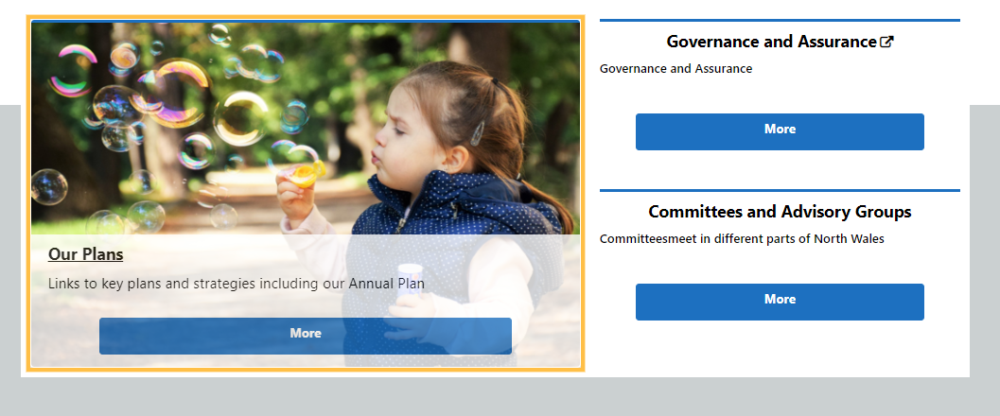 Our Plans
Links to key plans and strategies including our Annual Plan
More
Governance and Assurance
Governance and Assurance
More
Committees and Advisory Groups
Committeesmeet in different parts of North Wales
More